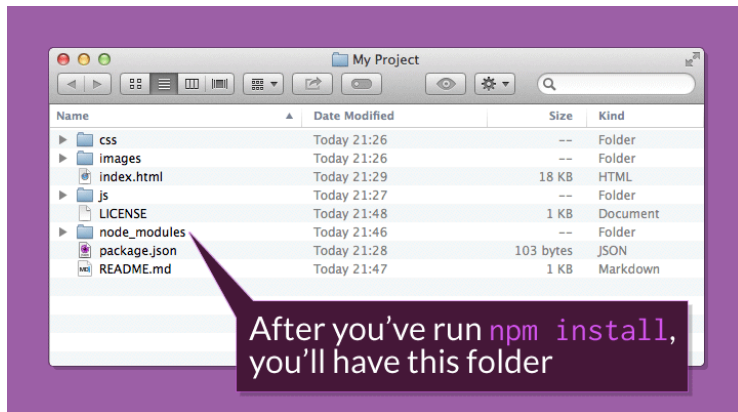 My Project
Name Date Modified Size Kind
css Today 21:26 -- Folder
images Today 21:26 -- Folder
index.html Today 21:29 18 KB HTML
js Today 21:27 -- Folder
LICENSE Today 21:48 1 KB Document
node_modules Today 21:46 -- Folder
package.json Today 21:28 103 bytes JSON
README.md Today 21:47 1 KB Markdown
After you've run npm install,
you'll have this folder